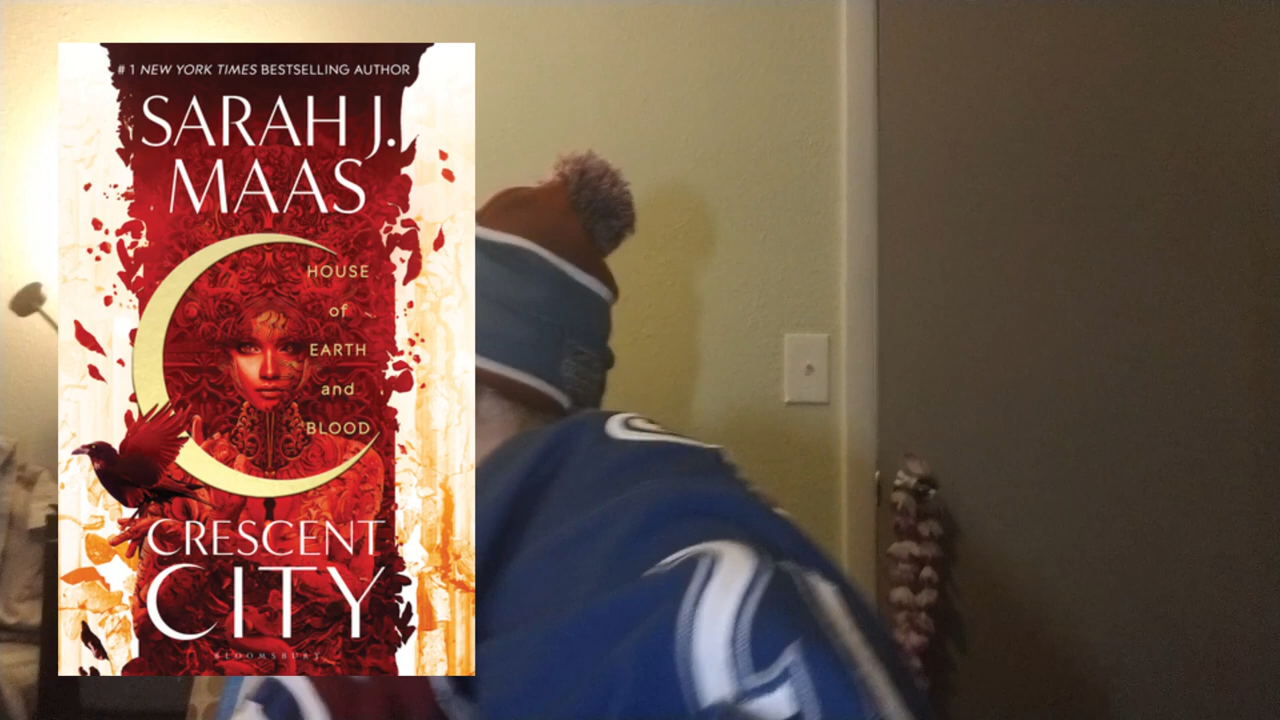 #1 NEW YORK TIMES BESTSELLING AUTHOR
SARAH J.
MAAS
HOUSE
of
EARTH
and
BLOOD
CRESCENT
CITY
BLOOMSBURY